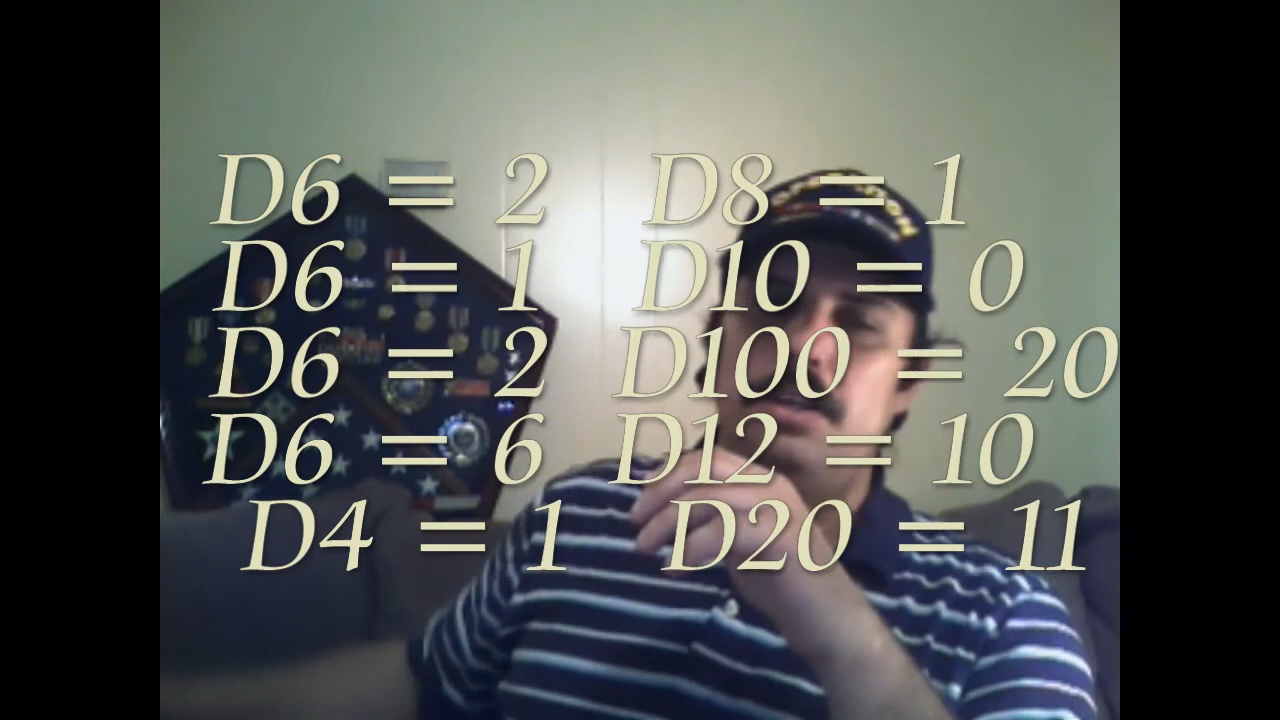 D6 = 2 D8 = 1
D6 = 1 D10 = 0
D6 = 2 D100 = 20
D6 = 6 D12 = 10
D4 = 1 D20 = 11